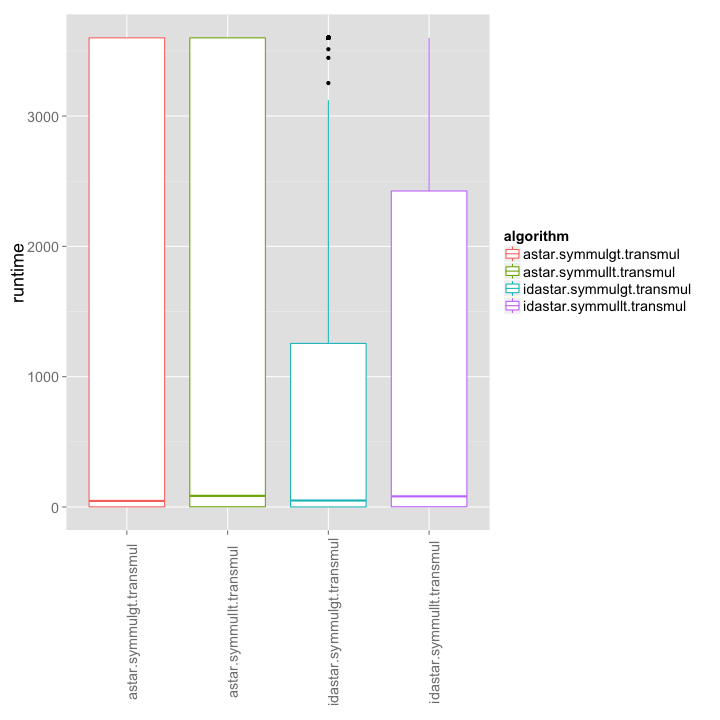 3000
2000
1000
0
runtime
astar.symmulgt.transmul
astar.symmullt.transmul
idastar.symmulgt.transmul
idastar.symmullt.transmul
algorithm
astar.symmulgt.transmul
astar.symmullt.transmul
idastar.symmulgt.transmul
idastar.symmullt.transmul